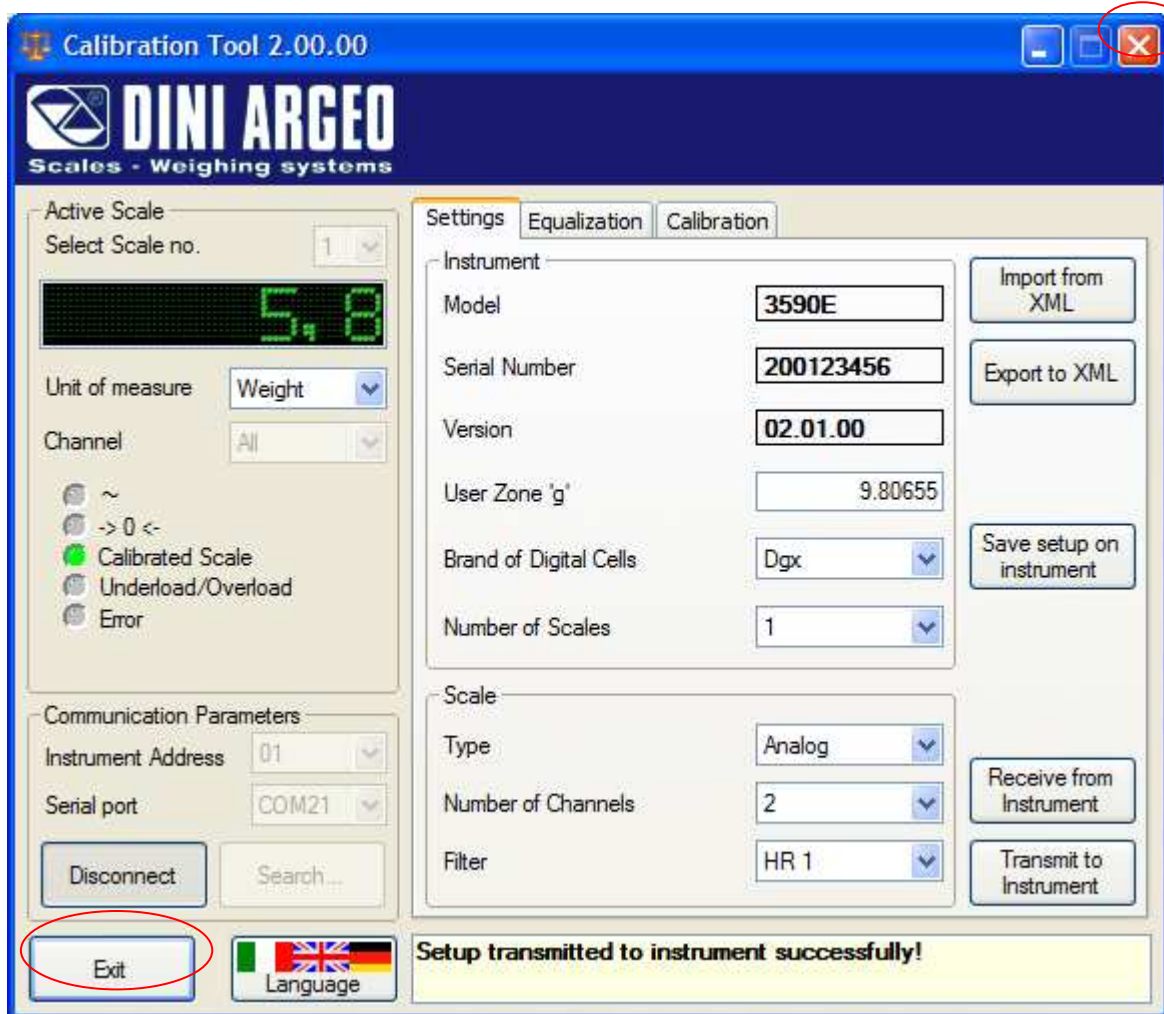 Calibration Tool 2.00.00
DINI ARGEO
Scales - Weighing systems
Active Scale
Select Scale no. 1
5,8
Unit of measure Weight
Channel All
~
-> 0 <-
Calibrated Scale
Underload/Overload
Error
Communication Parameters
Instrument Address 01
Serial port COM21
Disconnect Search...
Exit
Language
Settings Equalization Calibration
Instrument
Model 3590E
Serial Number 200123456
Version 02.01.00
User Zone 'g' 9.80655
Brand of Digital Cells Dgx
Number of Scales 1
Scale
Type Analog
Number of Channels 2
Filter HR 1
Import from
XML
Export to XML
Save setup on
instrument
Receive from
Instrument
Transmit to
Instrument
Setup transmitted to instrument successfully!